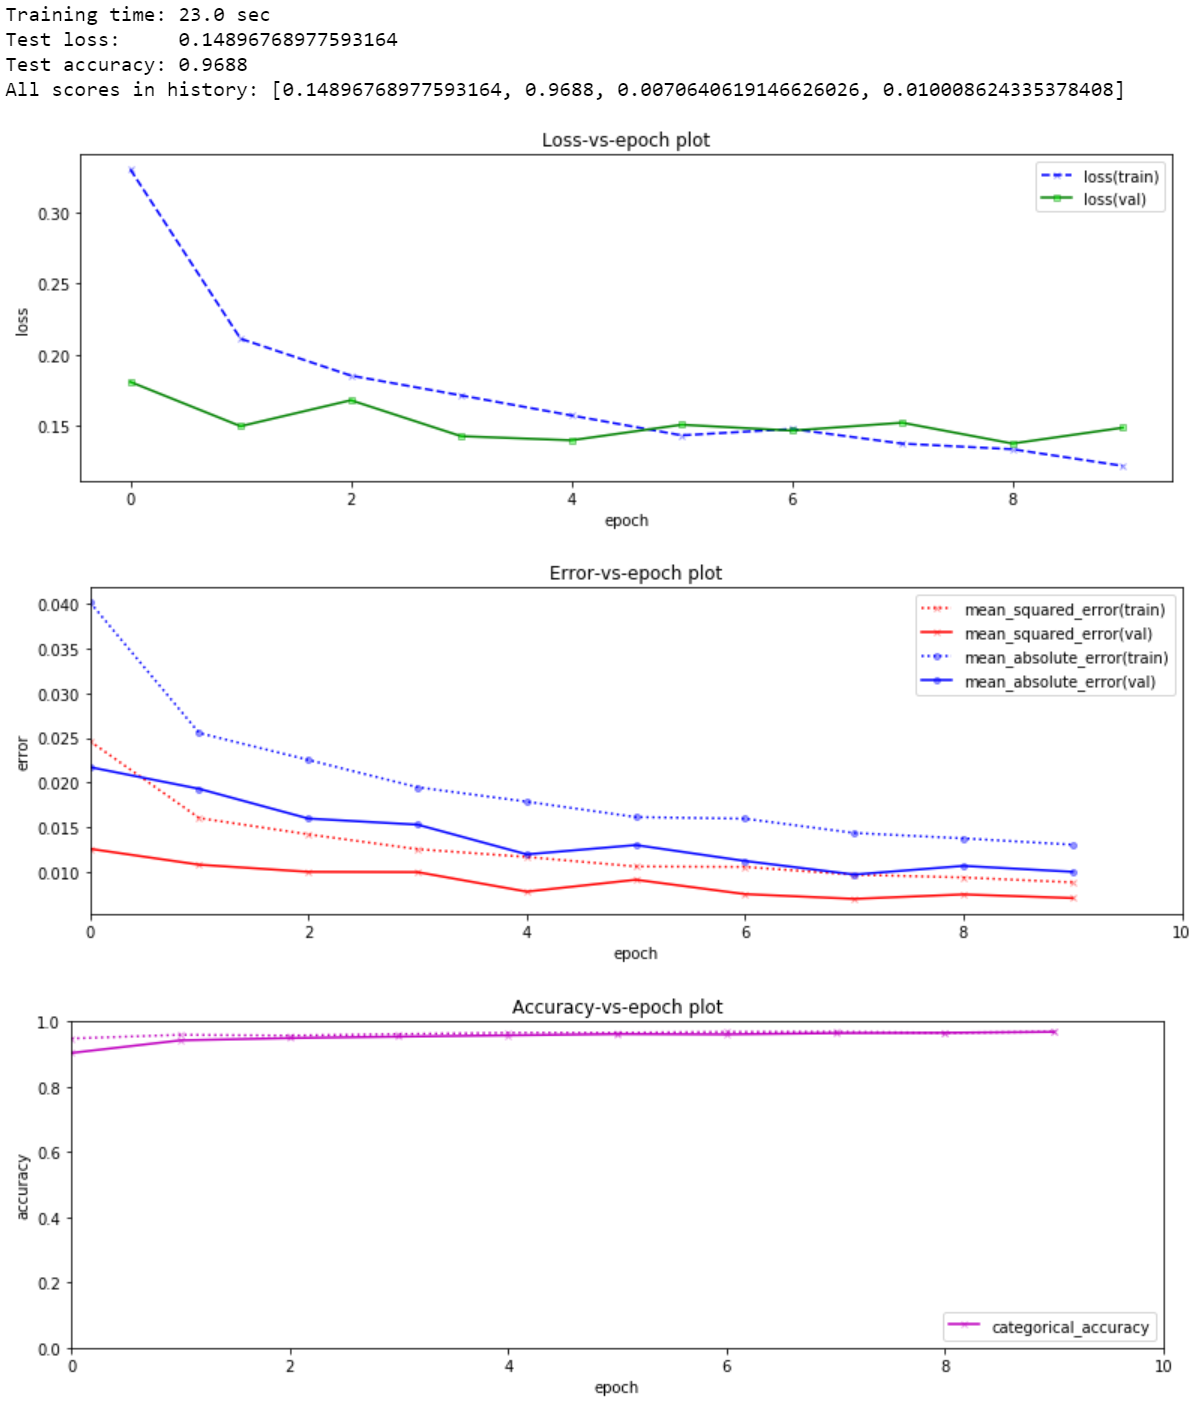 Training time: 23.0 sec
Test loss:     0.14896768977593164
Test accuracy: 0.9688
All scores in history: [0.14896768977593164, 0.9688, 0.0070640619146626026, 0.010008624335378408]
Loss-vs-epoch plot
loss(train)
loss(val)
0.30
0.25
0.20
0.15
loss
0 2 4 6 8
epoch
Error-vs-epoch plot
mean_squared_error(train)
mean_squared_error(val)
mean_absolute_error(train)
mean_absolute_error(val)
0.040
0.035
0.030
0.025
0.020
0.015
0.010
error
0 2 4 6 8 10
epoch
Accuracy-vs-epoch plot
1.0
0.8
0.6
0.4
0.2
0.0
accuracy
categorical_accuracy
0 2 4 6 8 10
epoch